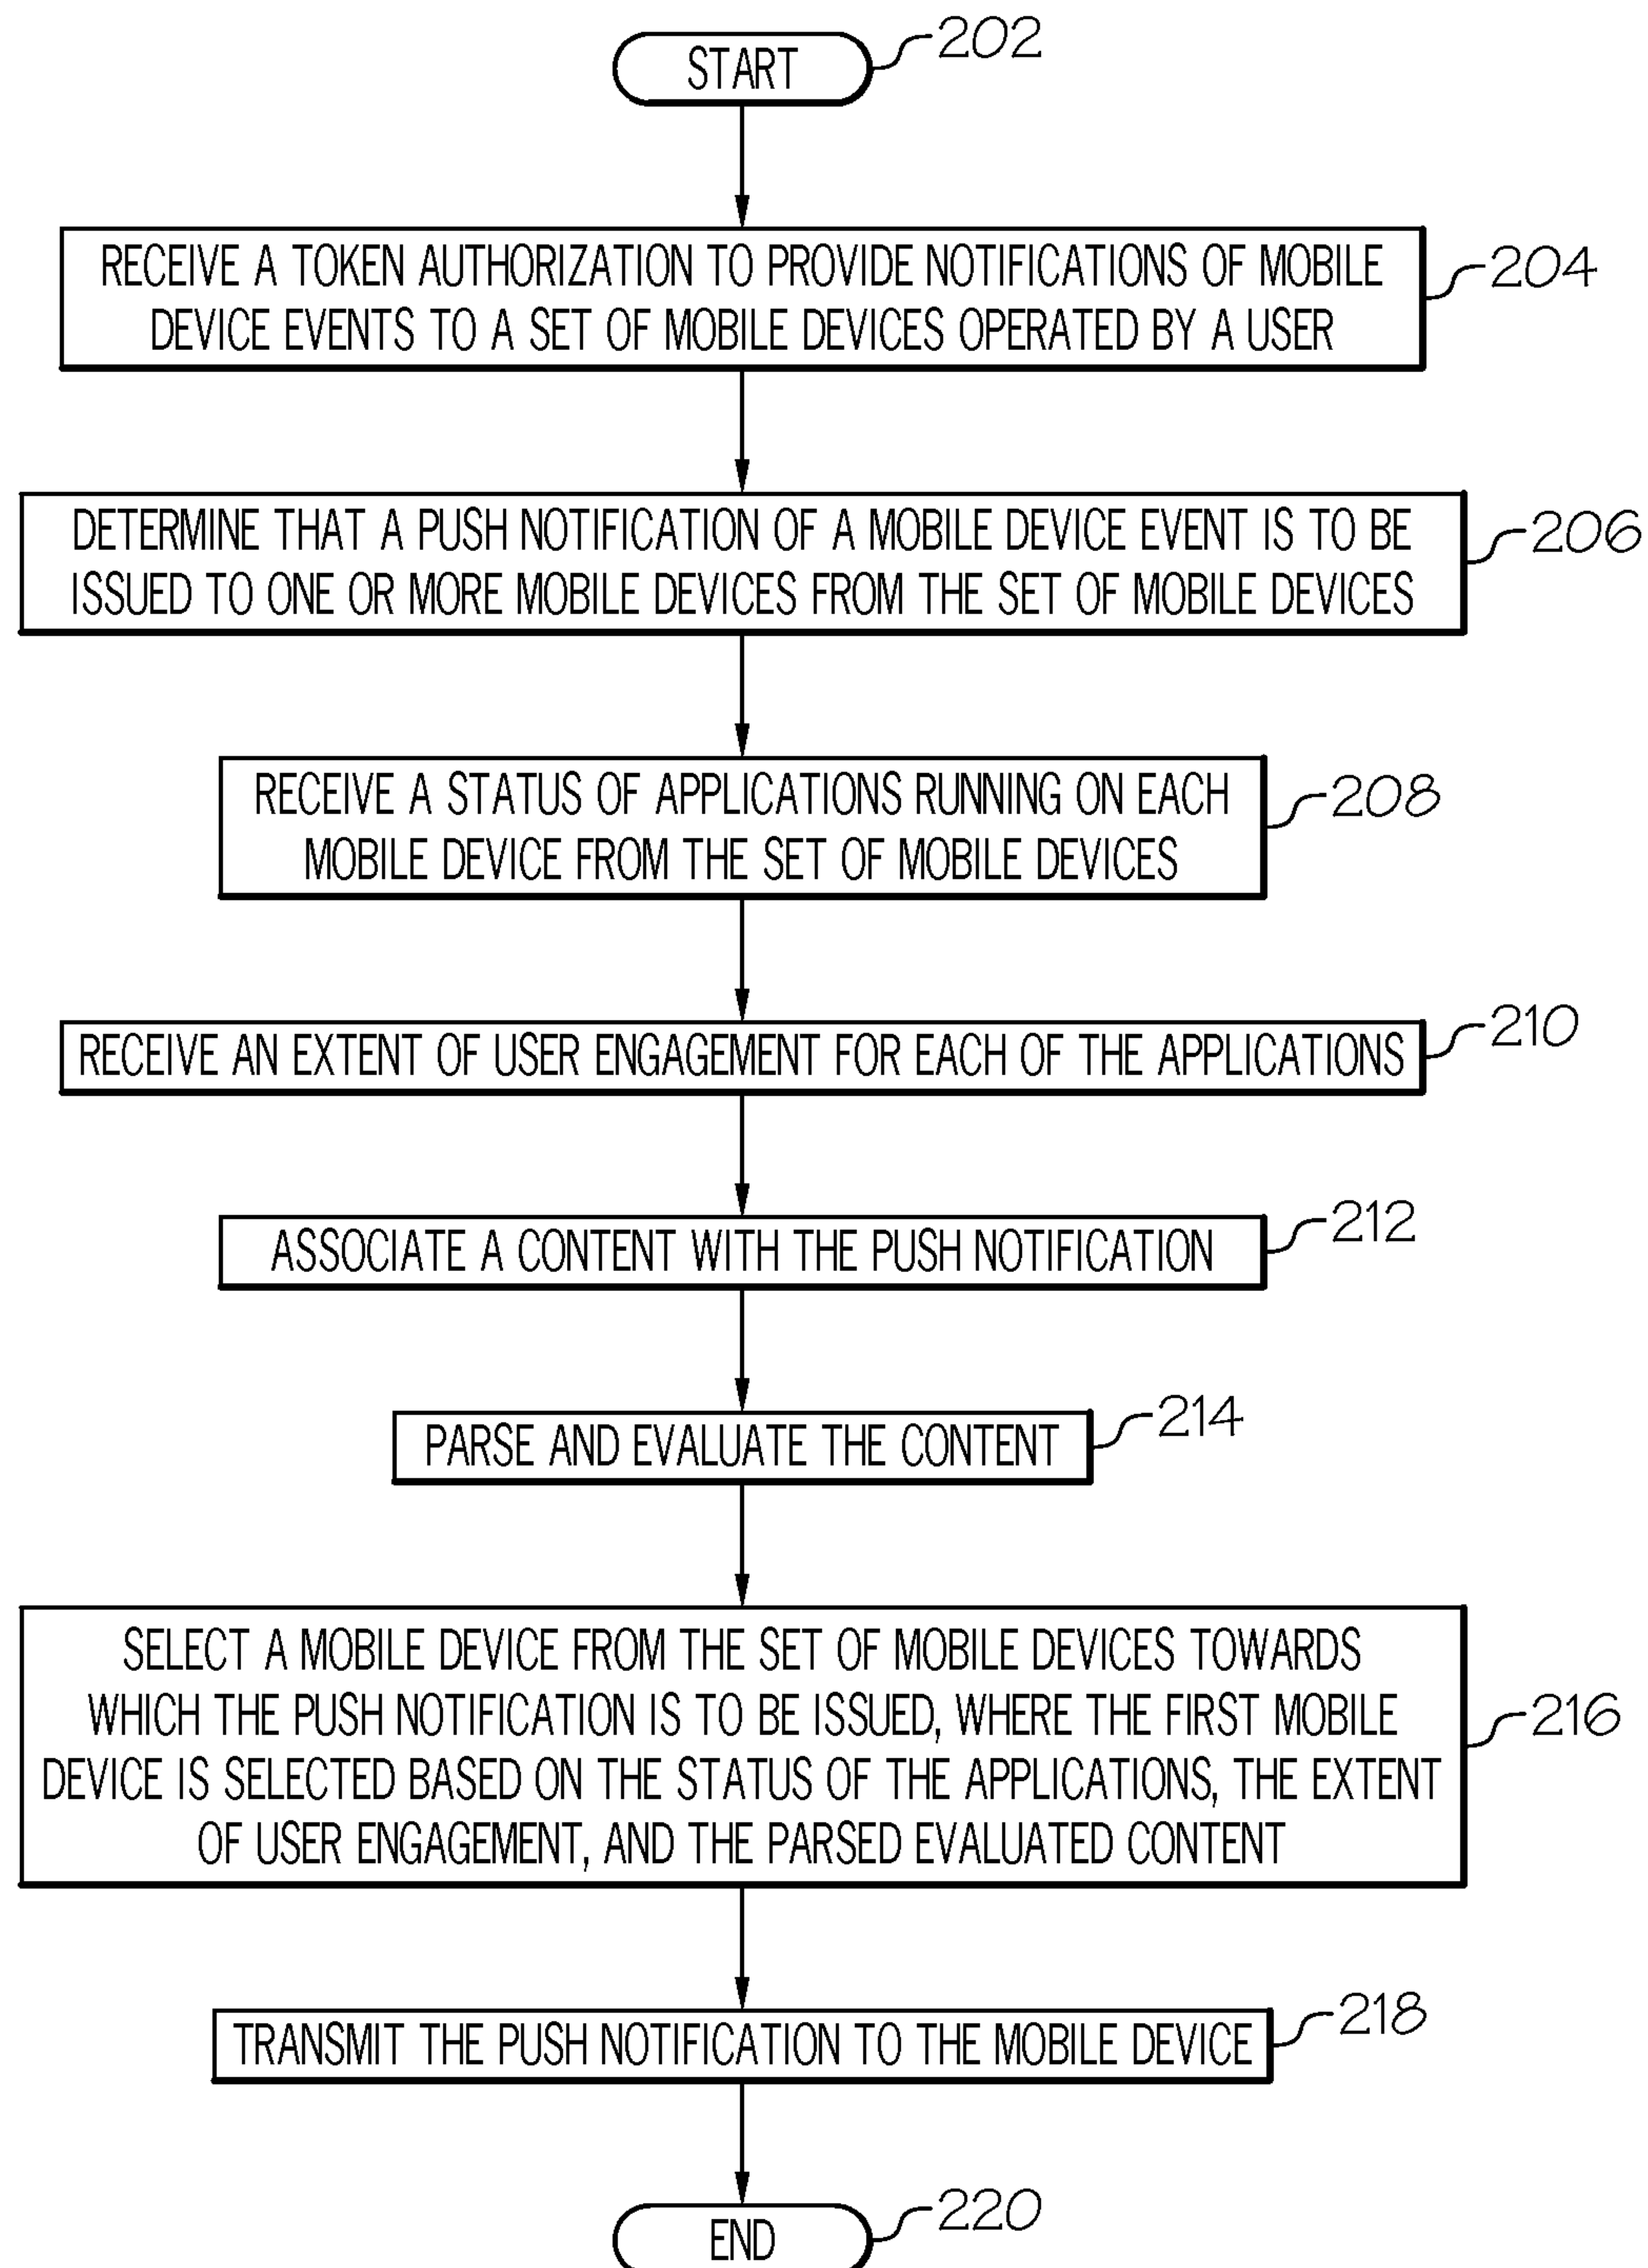 START
202
RECEIVE A TOKEN AUTHORIZATION TO PROVIDE NOTIFICATIONS OF MOBILE
DEVICE EVENTS TO A SET OF MOBILE DEVICES OPERATED BY A USER
204
DETERMINE THAT A PUSH NOTIFICATION OF A MOBILE DEVICE EVENT IS TO BE
ISSUED TO ONE OR MORE MOBILE DEVICES FROM THE SET OF MOBILE DEVICES
206
RECEIVE A STATUS OF APPLICATIONS RUNNING ON EACH
MOBILE DEVICE FROM THE SET OF MOBILE DEVICES
208
RECEIVE AN EXTENT OF USER ENGAGEMENT FOR EACH OF THE APPLICATIONS
210
ASSOCIATE A CONTENT WITH THE PUSH NOTIFICATION
212
PARSE AND EVALUATE THE CONTENT
214
SELECT A MOBILE DEVICE FROM THE SET OF MOBILE DEVICES TOWARDS
WHICH THE PUSH NOTIFICATION IS TO BE ISSUED, WHERE THE FIRST MOBILE
DEVICE IS SELECTED BASED ON THE STATUS OF THE APPLICATIONS, THE EXTENT
OF USER ENGAGEMENT, AND THE PARSED EVALUATED CONTENT
216
TRANSMIT THE PUSH NOTIFICATION TO THE MOBILE DEVICE
218
END
220